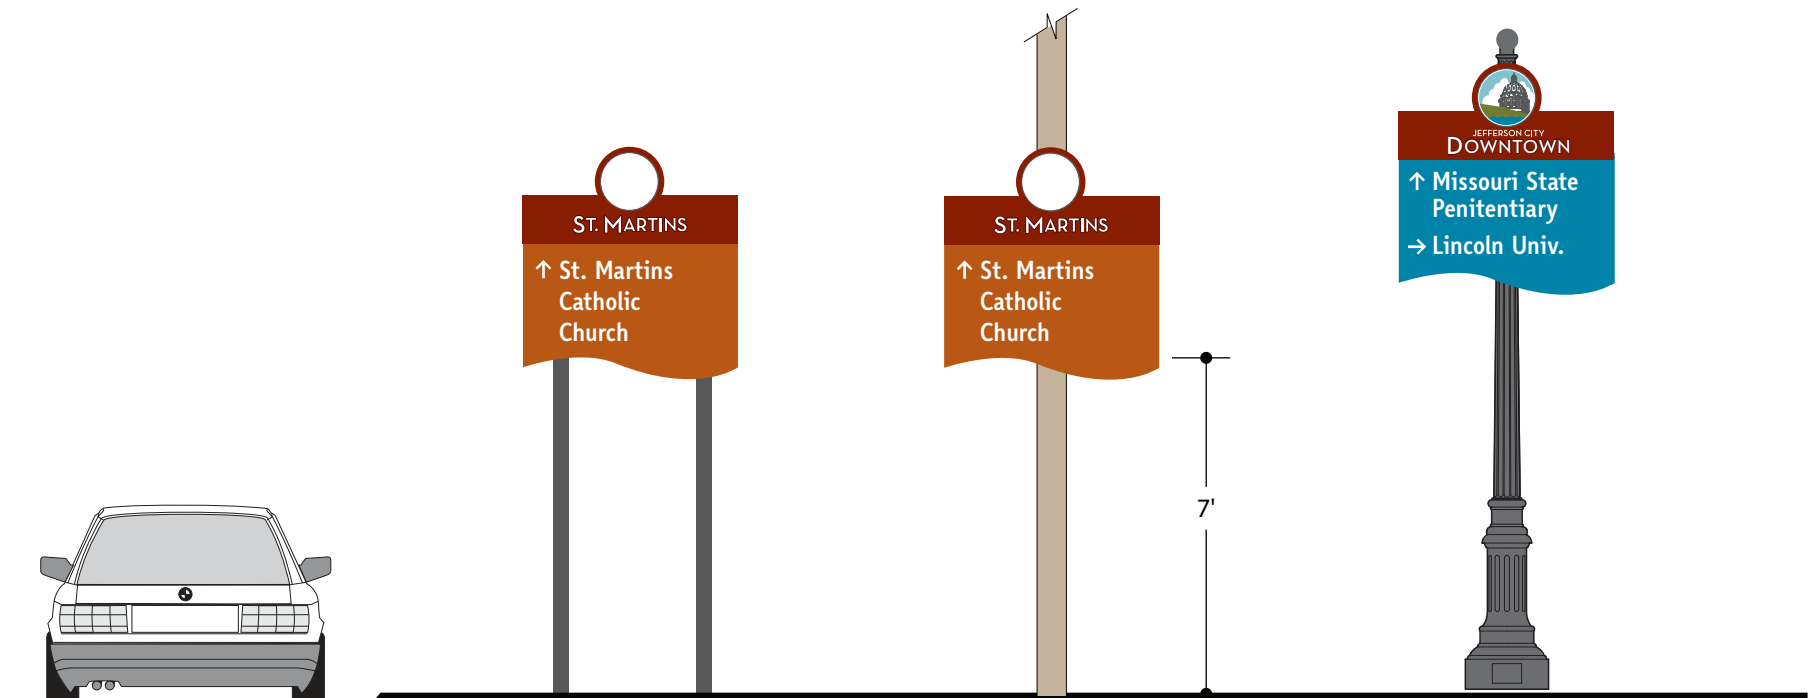 ST. MARTINS
↑ St. Martins
Catholic
Church
ST. MARTINS
↑ St. Martins
Catholic
Church
7'
JEFFERSON CITY
DOWNTOWN
↑ Missouri State
Penitentiary
→ Lincoln Univ.